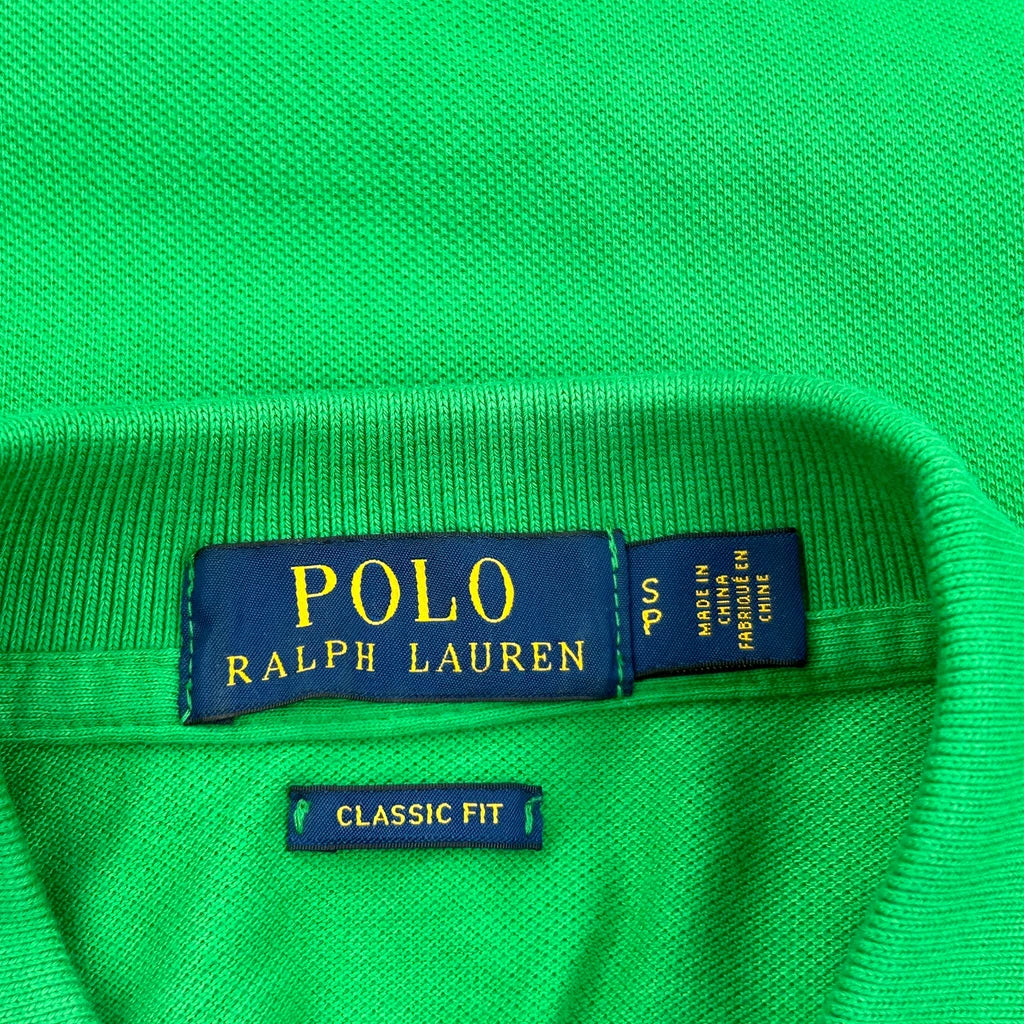 POLO
RALPH LAUREN
S
P
MADE IN
CHINA
FABRIQUÉ EN
CHINE
CLASSIC FIT